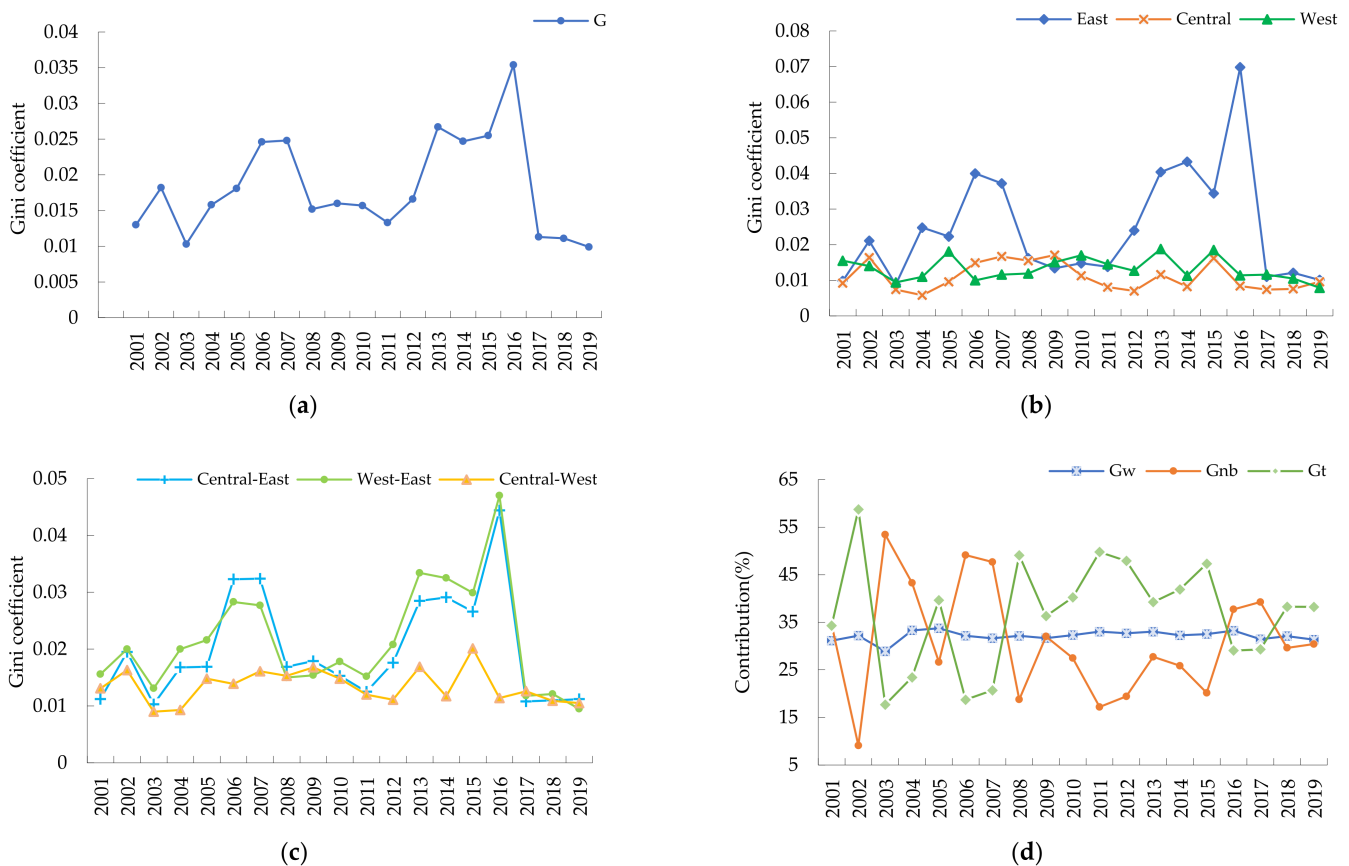 G
0.04
0.035
0.03
0.025
0.02
0.015
0.01
0.005
0
Gini coefficient
2001 2002 2003 2004 2005 2006 2007 2008 2009 2010 2011 2012 2013 2014 2015 2016 2017 2018 2019
(a)
East Central West
0.08
0.07
0.06
0.05
0.04
0.03
0.02
0.01
0
Gini coefficient
2001 2002 2003 2004 2005 2006 2007 2008 2009 2010 2011 2012 2013 2014 2015 2016 2017 2018 2019
(b)
Central-East West-East Central-West
0.05
0.04
0.03
0.02
0.01
0
Gini coefficient
2001 2002 2003 2004 2005 2006 2007 2008 2009 2010 2011 2012 2013 2014 2015 2016 2017 2018 2019
(c)
Gw Gnb Gt
65
55
45
35
25
15
5
Contribution(%)
2001 2002 2003 2004 2005 2006 2007 2008 2009 2010 2011 2012 2013 2014 2015 2016 2017 2018 2019
(d)